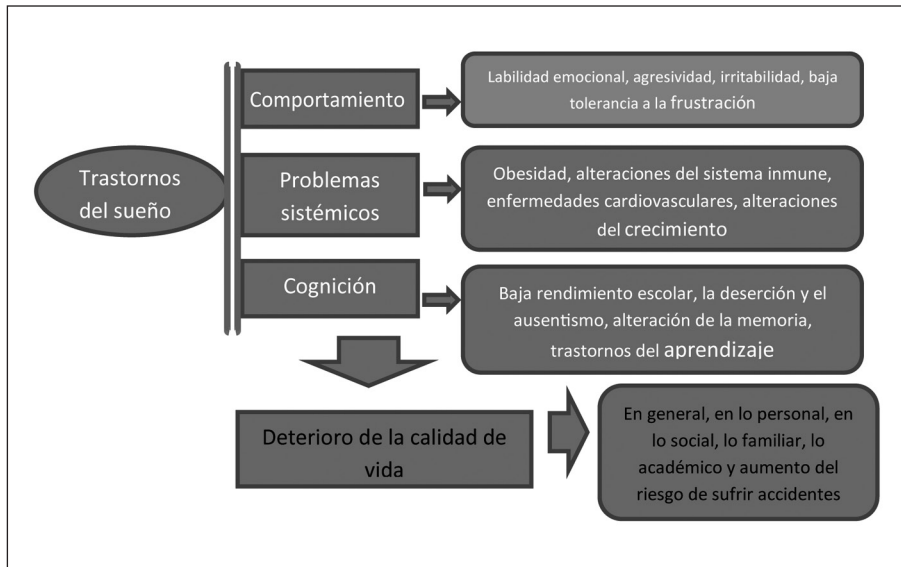 Trastornos
del sueño
Comportamiento
Labilidad emocional, agresividad, irritabilidad, baja
tolerancia a la frustración
Problemas
sistémicos
Obesidad, alteraciones del sistema inmune,
enfermedades cardiovasculares, alteraciones
del crecimiento
Cognición
Baja rendimiento escolar, la deserción y el
ausentismo, alteración de la memoria,
trastornos del aprendizaje
Deterioro de la calidad de
vida
En general, en lo personal, en
lo social, lo familiar, lo
académico y aumento del
riesgo de sufrir accidentes